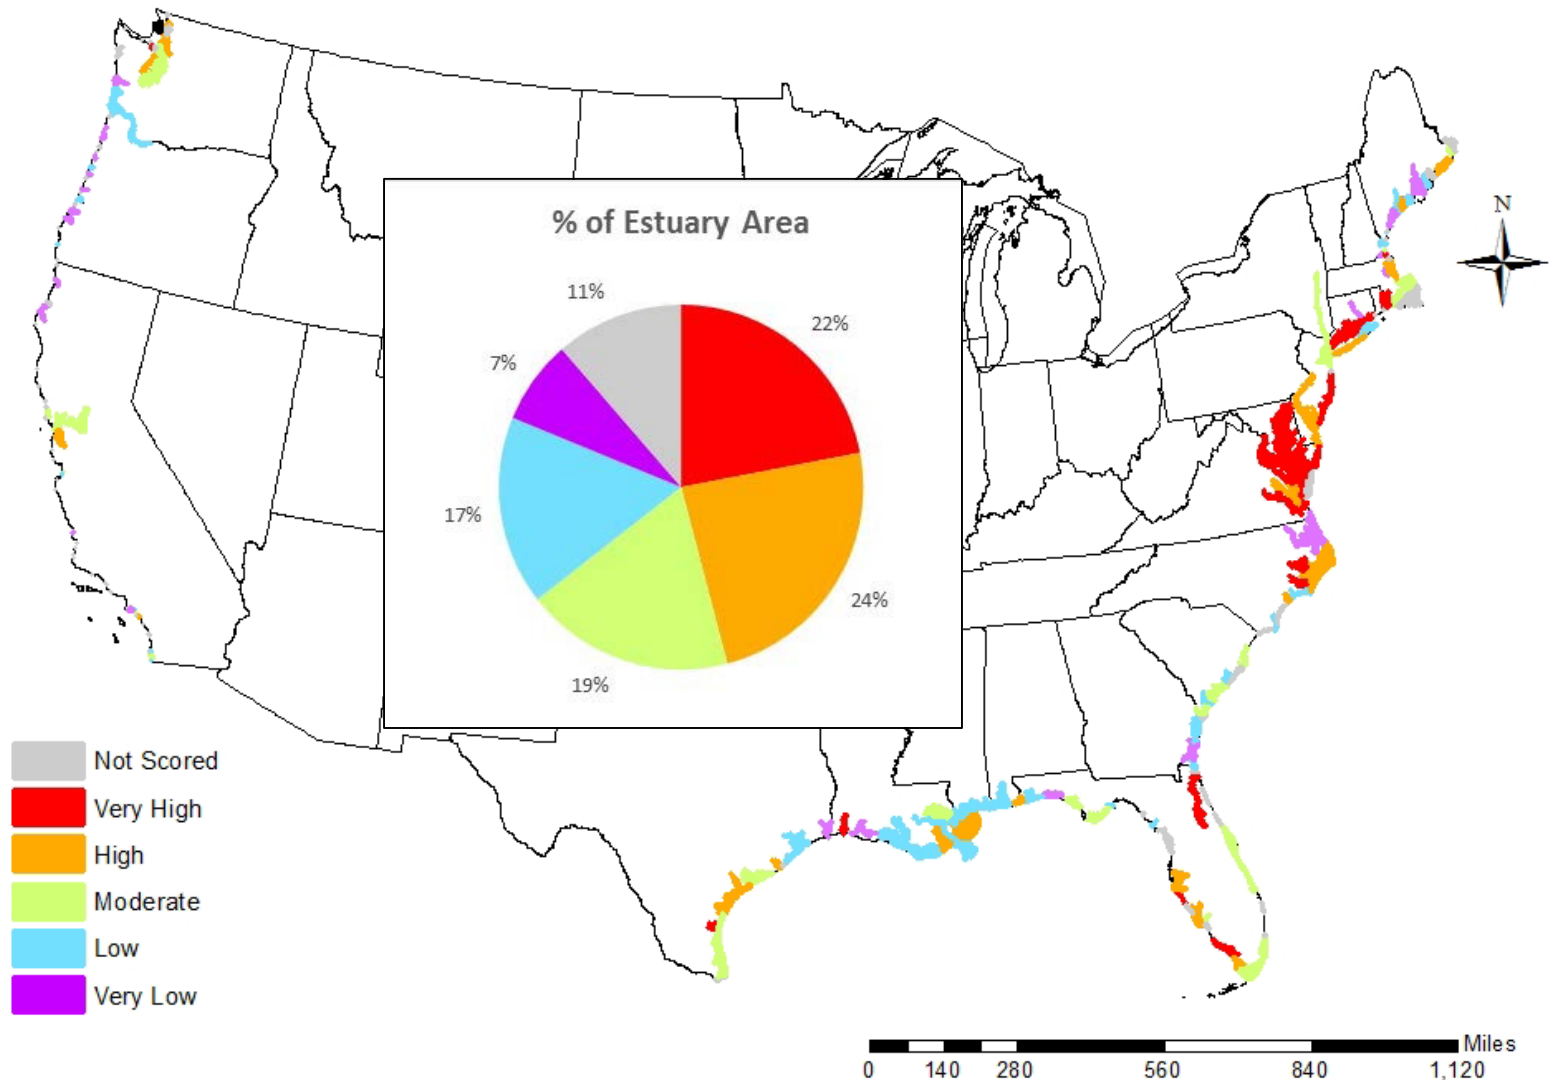 % of Estuary Area
11%
22%
7%
17%
24%
19%
N
Not Scored
Very High
High
Moderate
Low
Very Low
Miles
0 140 280 560 840 1,120